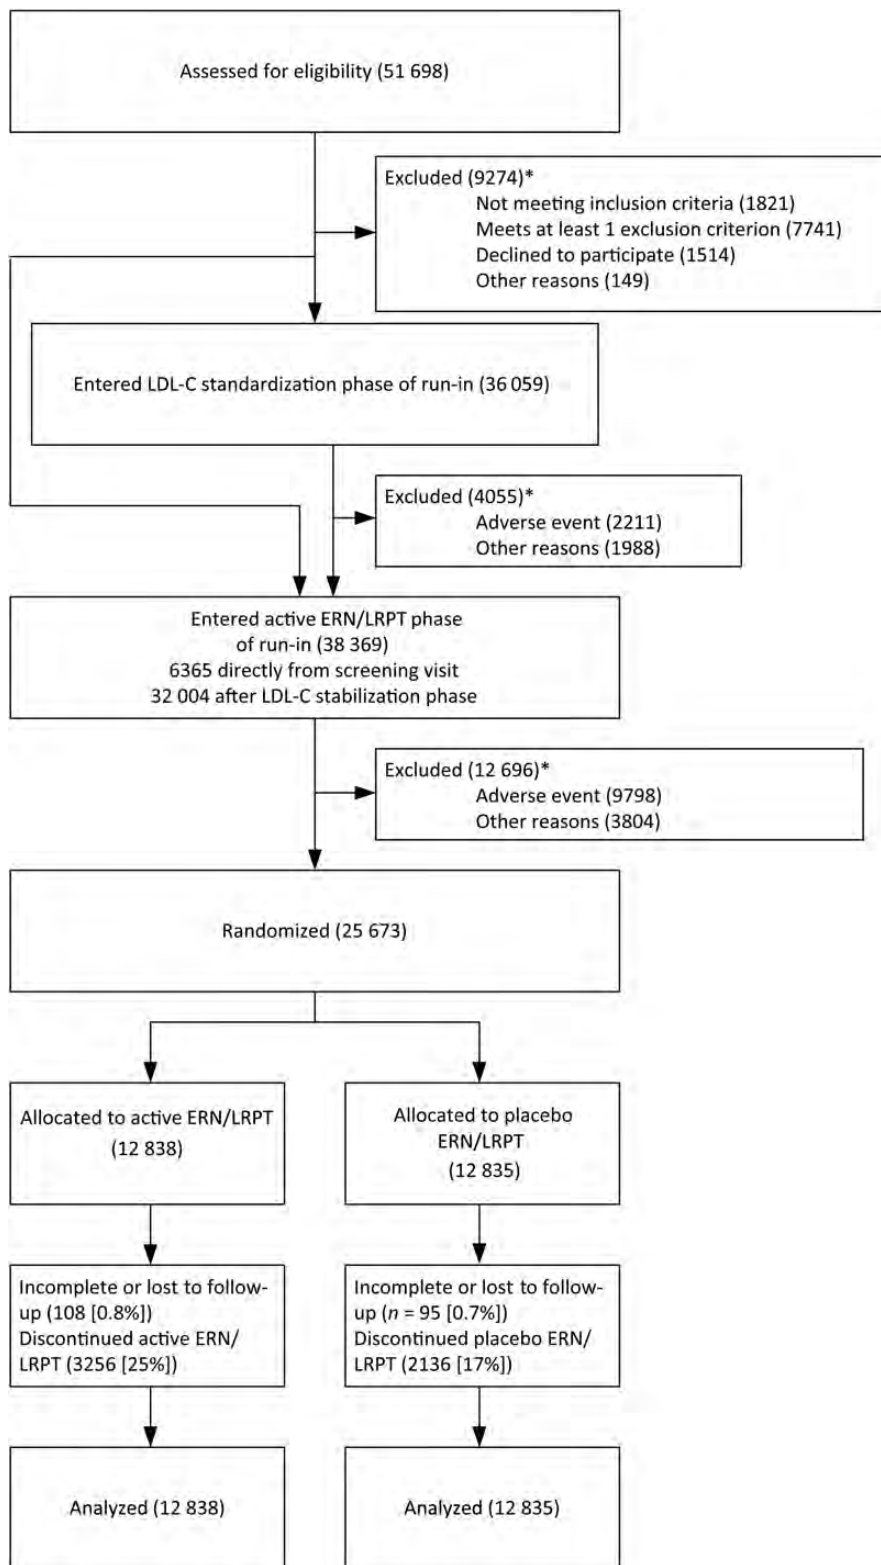 Assessed for eligibility (51 698)
Excluded (9274)*
Not meeting inclusion criteria (1821)
Meets at least 1 exclusion criterion (7741)
Declined to participate (1514)
Other reasons (149)
Entered LDL-C standardization phase of run-in (36 059)
Excluded (4055)*
Adverse event (2211)
Other reasons (1988)
Entered active ERN/LRPT phase
of run-in (38 369)
6365 directly from screening visit
32 004 after LDL-C stabilization phase
Excluded (12 696)*
Adverse event (9798)
Other reasons (3804)
Randomized (25 673)
Allocated to active ERN/LRPT
(12 838)
Allocated to placebo
ERN/LRPT
(12 835)
Incomplete or lost to follow-
up (108 [0.8%])
Discontinued active ERN/
LRPT (3256 [25%])
Incomplete or lost to follow-
up (n = 95 [0.7%])
Discontinued placebo ERN/
LRPT (2136 [17%])
Analyzed (12 838)
Analyzed (12 835)